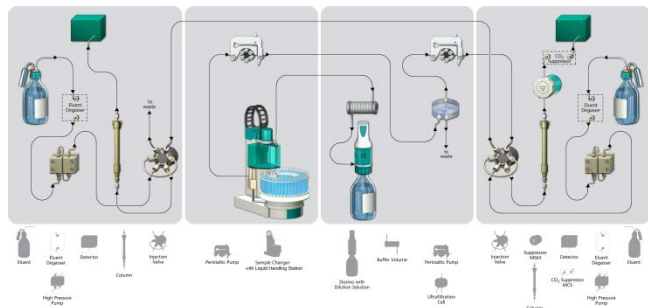 CO₂
Suppressor
Eluent
Degasser
To
waste
To
waste
Eluent
Degasser
Eluent
Eluent
Degasser
Detector
Column
Injection
Valve
High Pressure
Pump
Peristaltic Pump
Sample Changer
with Liquid Handling Station
Dosino with
Dilution Solution
Buffer Volume
Peristaltic Pump
Ultrafiltration
Cell
Injection
Valve
Suppressor
MSM
Detector
Eluent
Degasser
Eluent
CO₂ Suppressor
MCS
High Pressure
Pump
Column